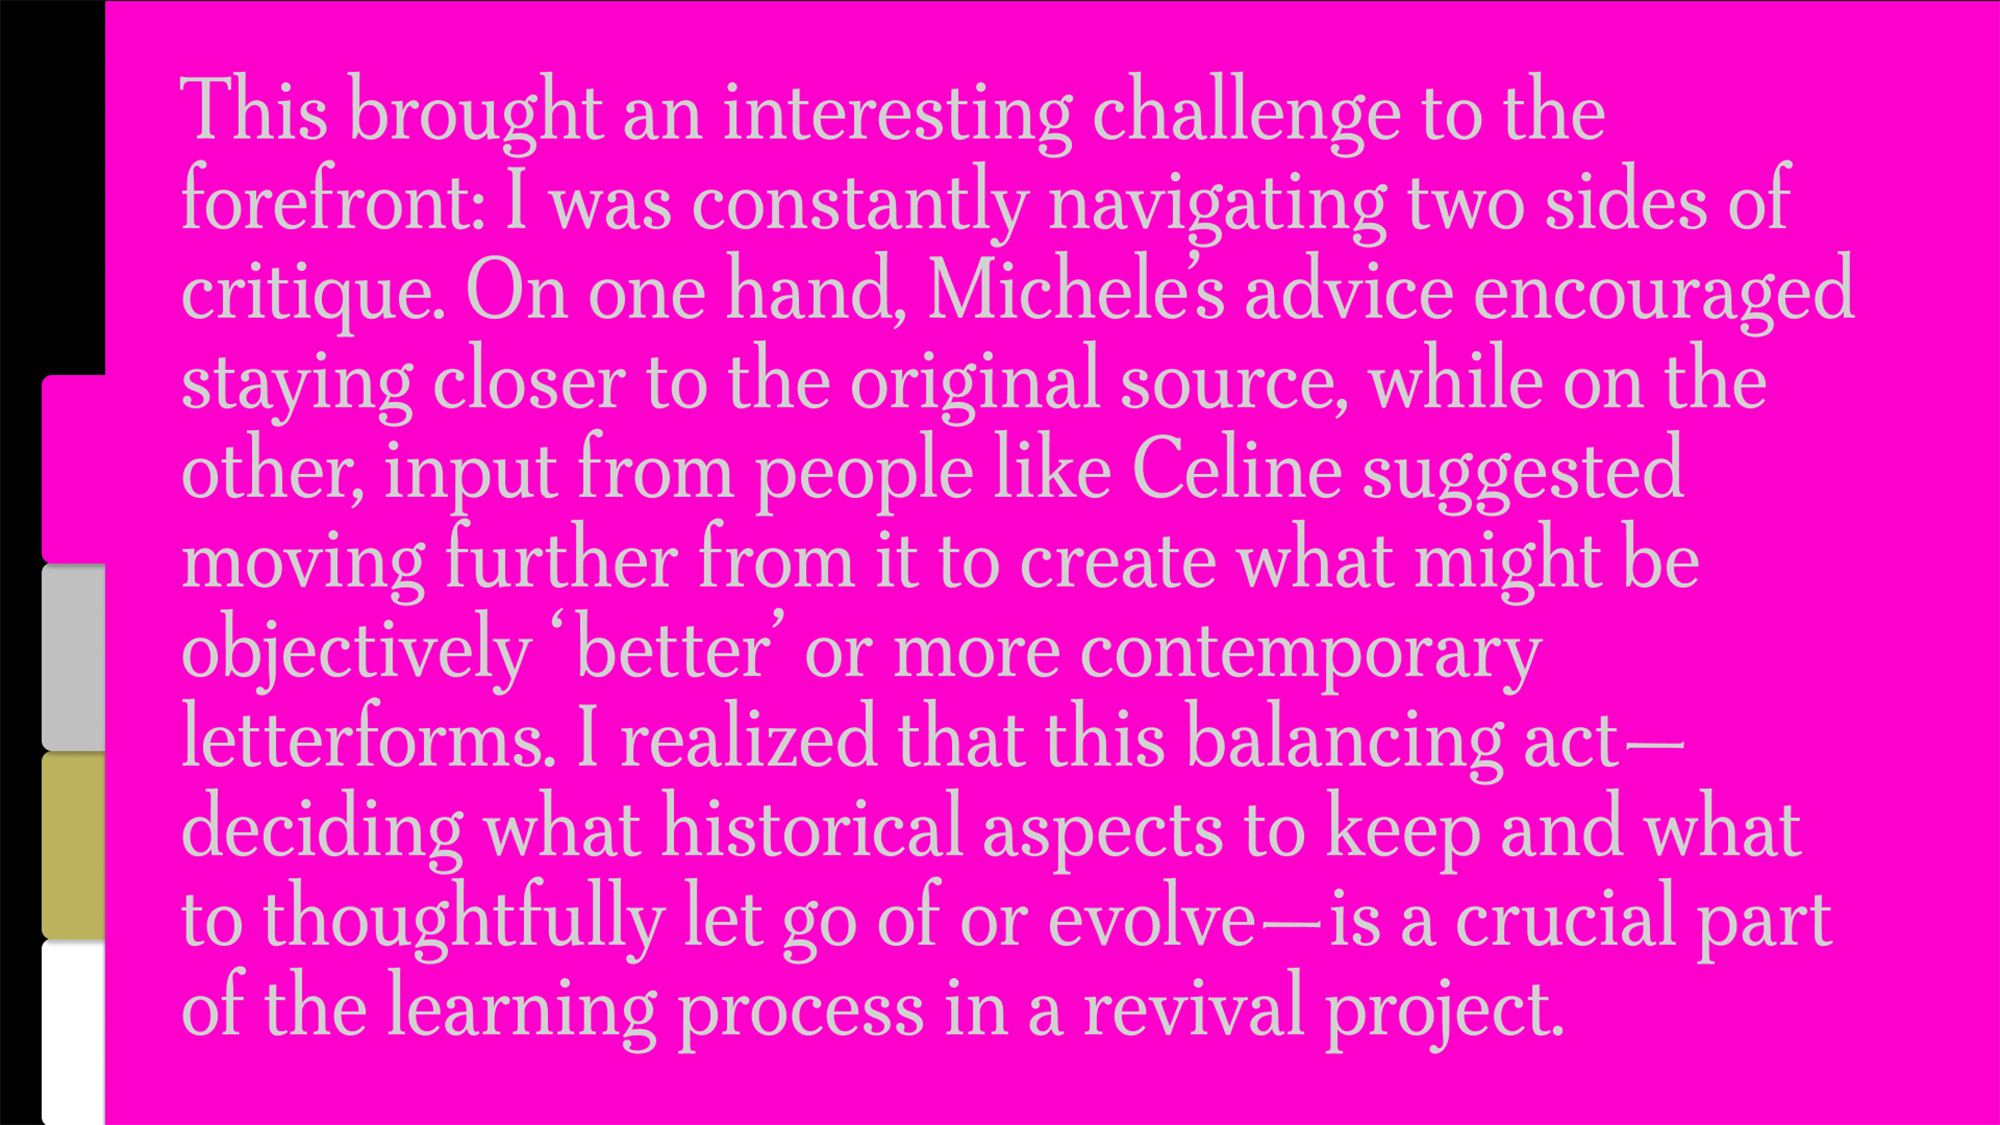 This brought an interesting challenge to the
forefront: I was constantly navigating two sides of
critique. On one hand, Michele’s advice encouraged
staying closer to the original source, while on the
other, input from people like Celine suggested
moving further from it to create what might be
objectively ‘better’ or more contemporary
letterforms. I realized that this balancing act—
deciding what historical aspects to keep and what
to thoughtfully let go of or evolve—is a crucial part
of the learning process in a revival project.